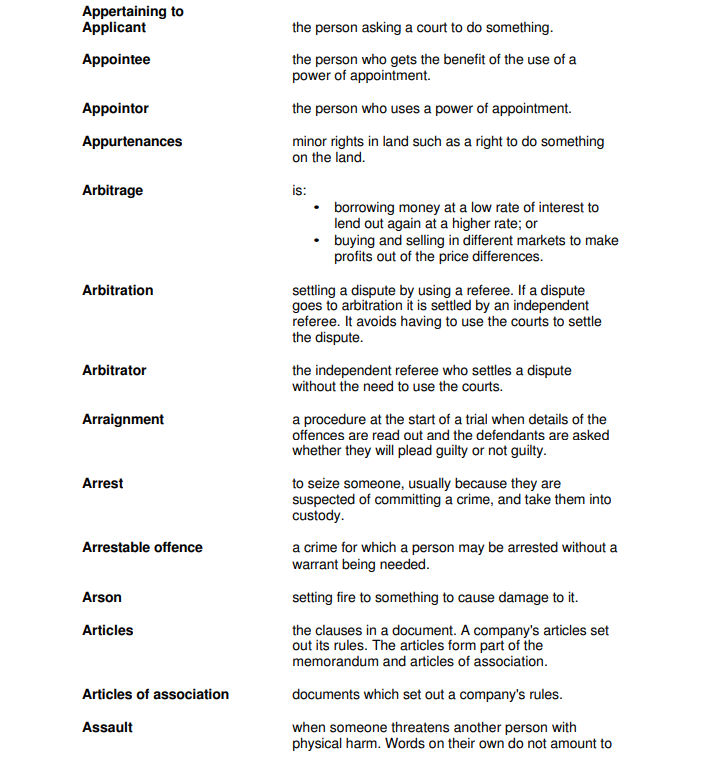 Appertaining to
Applicant the person asking a court to do something.
Appointee the person who gets the benefit of the use of a
power of appointment.
Appointor the person who uses a power of appointment.
Appurtenances minor rights in land such as a right to do something
on the land.
Arbitrage is:
• borrowing money at a low rate of interest to
lend out again at a higher rate; or
• buying and selling in different markets to make
profits out of the price differences.
Arbitration settling a dispute by using a referee. If a dispute
goes to arbitration it is settled by an independent
referee. It avoids having to use the courts to settle
the dispute.
Arbitrator the independent referee who settles a dispute
without the need to use the courts.
Arraignment a procedure at the start of a trial when details of the
offences are read out and the defendants are asked
whether they will plead guilty or not guilty.
Arrest to seize someone, usually because they are
suspected of committing a crime, and take them into
custody.
Arrestable offence a crime for which a person may be arrested without a
warrant being needed.
Arson setting fire to something to cause damage to it.
Articles the clauses in a document. A company's articles set
out its rules. The articles form part of the
memorandum and articles of association.
Articles of association documents which set out a company's rules.
Assault when someone threatens another person with
physical harm. Words on their own do not amount to